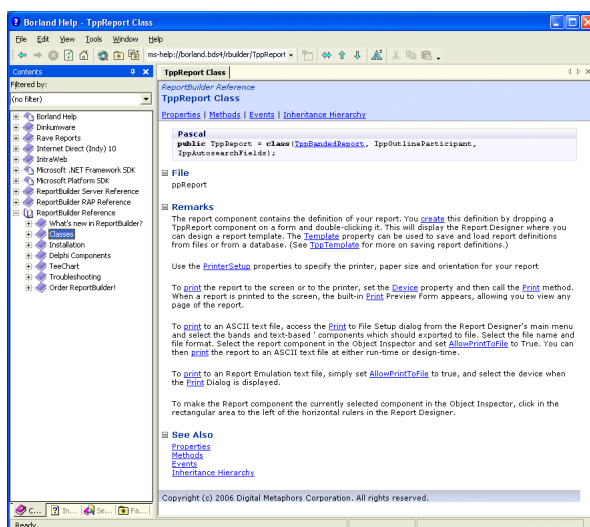 Borland Help - TppReport Class
File Edit View Tools Window Help
ms-help://borland.bds4/rbuilder/TppReport
Contents
TppReport Class
Filtered by:
(no filter)
Borland Help
Dinkumware
Rave Reports
Internet Direct (Indy) 10
IntraWeb
Microsoft .NET Framework SDK
Microsoft Platform SDK
ReportBuilder Server Reference
ReportBuilder RAP Reference
ReportBuilder Reference
What's new in ReportBuilder?
Classes
Installation
Delphi Components
TeeChart
Troubleshooting
Order ReportBuilder!
C... In... Se... Fa...
ReportBuilder Reference
TppReport Class
Properties | Methods | Events | Inheritance Hierarchy
Pascal
public TppReport = class(TppBandedReport, IppOutlineParticipant,
IppAutosearchFields);
File
ppReport
Remarks
The report component contains the definition of your report. You create this definition by dropping a
TppReport component on a form and double-clicking it. This will display the Report Designer where you
can design a report template. The Template property can be used to save and load report definitions
from files or from a database. (See TppTemplate for more on saving report definitions.)
Use the PrinterSetup properties to specify the printer, paper size and orientation for your report
To print the report to the screen or to the printer, set the Device property and then call the Print method.
When a report is printed to the screen, the built-in Print Preview Form appears, allowing you to view any
page of the report.
To print to an ASCII text file, access the Print to File Setup dialog from the Report Designer's main menu
and select the bands and text-based ' components which should exported to file. Select the file name and
file format. Select the report component in the Object Inspector and set AllowPrintToFile to True. You can
then print the report to an ASCII text file at either run-time or design-time.
To print to an Report Emulation text file, simply set AllowPrintToFile to true, and select the device when
the Print Dialog is displayed.
To make the Report component the currently selected component in the Object Inspector, click in the
rectangular area to the left of the horizontal rulers in the Report Designer.
See Also
Properties
Methods
Events
Inheritance Hierarchy
Copyright (c) 2006 Digital Metaphors Corporation. All rights reserved.
Ready